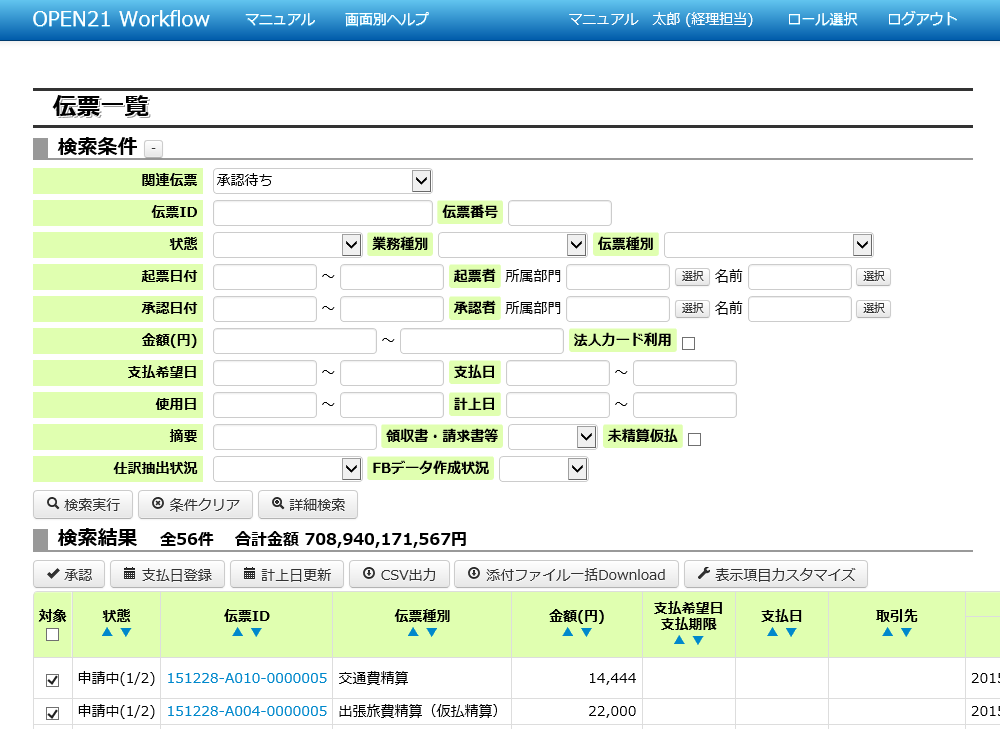 OPEN21 Workflow マニュアル 画面別ヘルプ マニュアル 太郎 (経理担当) ロール選択 ログアウト
伝票一覧
検索条件 -
関連伝票 承認待ち
伝票ID 伝票番号
状態 業務種別 伝票種別
起票日付 ～ 起票者 所属部門 選択 名前 選択
承認日付 ～ 承認者 所属部門 選択 名前 選択
金額(円) ～ 法人カード利用
支払希望日 ～ 支払日 ～
使用日 ～ 計上日 ～
摘要 領収書・請求書等 未精算仮払
仕訳抽出状況 FBデータ作成状況
検索実行 条件クリア 詳細検索
検索結果 全56件 合計金額 708,940,171,567円
承認 支払日登録 計上日更新 CSV出力 添付ファイル一括Download 表示項目カスタマイズ
対象 状態 伝票ID 伝票種別 金額(円) 支払希望日 支払日 取引先
支払期限
▲ ▼ ▲ ▼ ▲ ▼ ▲ ▼ ▲ ▼ ▲ ▼ ▲ ▼
申請中(1/2) 151228-A010-0000005 交通費精算 14,444 2015
申請中(1/2) 151228-A004-0000005 出張旅費精算（仮払精算） 22,000 2015